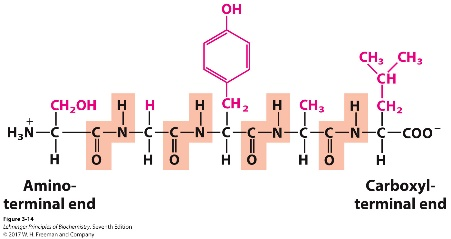 OH
CH₃ CH₃
CH
CH₂OH H H H CH₂ H CH₃ H CH₂
H₃N⁺ C C N C C N C C N C C N C COO⁻
H O H O H O H O H
Amino-
terminal end
Carboxyl-
terminal end
Figure 3-14
Lehninger Principles of Biochemistry, Seventh Edition
© 2017 W. H. Freeman and Company